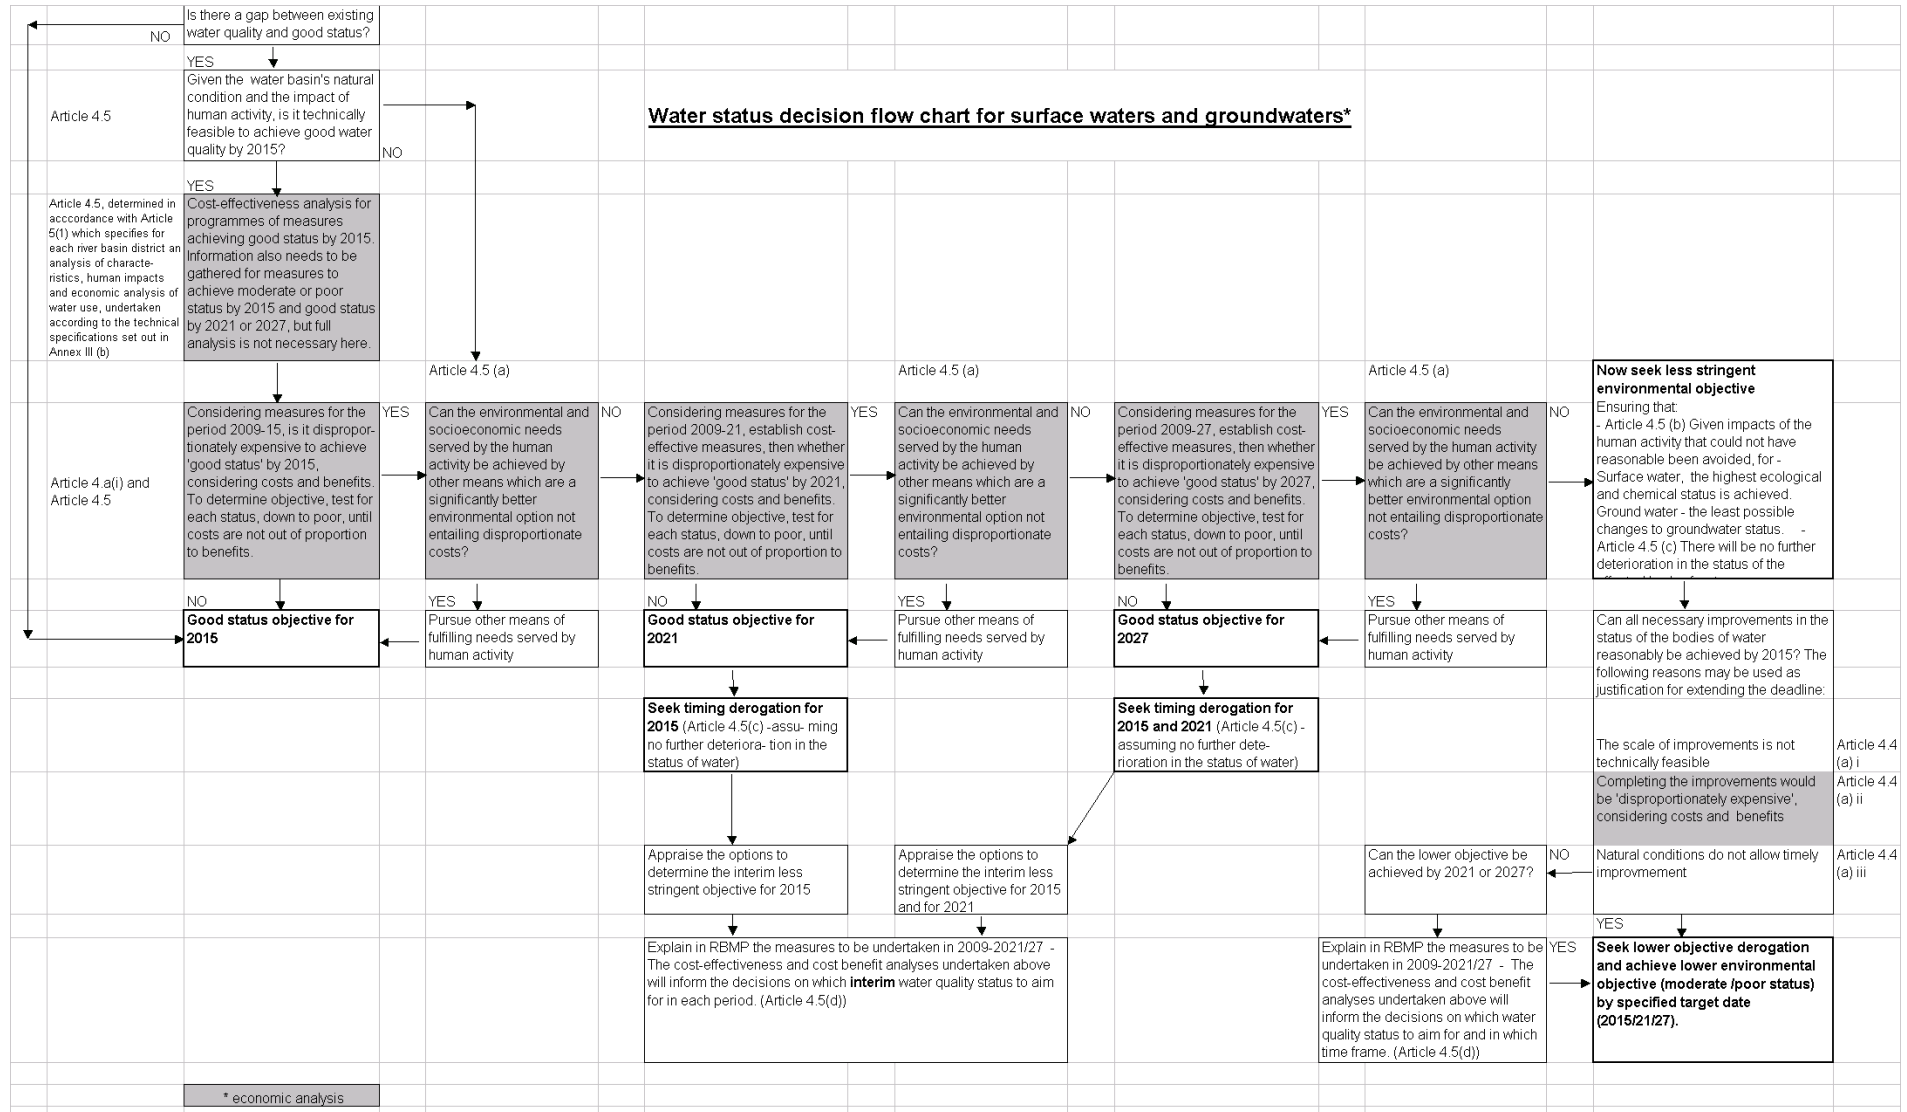 Is there a gap between existing
water quality and good status?
NO
YES
Water status decision flow chart for surface waters and groundwaters*
Article 4.5
Given the water basin's natural
condition and the impact of
human activity, is it technically
feasible to achieve good water
quality by 2015?
NO
YES
Article 4.5, determined in
acccordance with Article
5(1) which specifies for
each river basin district an
analysis of characte-
ristics, human impacts
and economic analysis of
water use, undertaken
according to the technical
specifications set out in
Annex III (b)
Cost-effectiveness analysis for
programmes of measures
achieving good status by 2015.
Information also needs to be
gathered for measures to
achieve moderate or poor
status by 2015 and good status
by 2021 or 2027, but full
analysis is not necessary here.
Article 4.5 (a)
Article 4.5 (a)
Article 4.5 (a)
Article 4.a(i) and
Article 4.5
Considering measures for the
period 2009-15, is it dispropor-
tionately expensive to achieve
'good status' by 2015,
considering costs and benefits.
To determine objective, test for
each status, down to poor, until
costs are not out of proportion
to benefits.
YES
Can the environmental and
socioeconomic needs
served by the human
activity be achieved by
other means which are a
significantly better
environmental option not
entailing disproportionate
costs?
NO
Considering measures for the
period 2009-21, establish cost-
effective measures, then whether
it is disproportionately expensive
to achieve 'good status' by 2021,
considering costs and benefits.
To determine objective, test for
each status, down to poor, until
costs are not out of proportion to
benefits.
YES
Can the environmental and
socioeconomic needs
served by the human
activity be achieved by
other means which are a
significantly better
environmental option not
entailing disproportionate
costs?
NO
Considering measures for the
period 2009-27, establish cost-
effective measures, then whether
it is disproportionately expensive
to achieve 'good status' by 2027,
considering costs and benefits.
To determine objective, test for
each status, down to poor, until
costs are not out of proportion to
benefits.
YES
Can the environmental and
socioeconomic needs
served by the human activity
be achieved by other means
which are a significantly
better environmental option
not entailing disproportionate
costs?
NO
Now seek less stringent
environmental objective
Ensuring that:
- Article 4.5 (b) Given impacts of the
human activity that could not have
reasonable been avoided, for -
Surface water, the highest ecological
and chemical status is achieved.
Ground water - the least possible
changes to groundwater status. -
Article 4.5 (c) There will be no further
deterioration in the status of the
NO
Good status objective for
2015
YES
Pursue other means of
fulfilling needs served by
human activity
NO
Good status objective for
2021
YES
Pursue other means of
fulfilling needs served by
human activity
NO
Good status objective for
2027
YES
Pursue other means of
fulfilling needs served by
human activity
Can all necessary improvements in the
status of the bodies of water
reasonably be achieved by 2015? The
following reasons may be used as
justification for extending the deadline:
Seek timing derogation for
2015 (Article 4.5(c) -assu- ming
no further deteriora- tion in the
status of water)
Seek timing derogation for
2015 and 2021 (Article 4.5(c) -
assuming no further dete-
rioration in the status of water)
The scale of improvements is not
technically feasible
Article 4.4
(a) i
Completing the improvements would
be 'disproportionately expensive',
considering costs and benefits
Article 4.4
(a) ii
Appraise the options to
determine the interim less
stringent objective for 2015
Appraise the options to
determine the interim less
stringent objective for 2015
and for 2021
Can the lower objective be
achieved by 2021 or 2027?
NO
Natural conditions do not allow timely
improvmement
Article 4.4
(a) iii
YES
Explain in RBMP the measures to be undertaken in 2009-2021/27 -
The cost-effectiveness and cost benefit analyses undertaken above
will inform the decisions on which interim water quality status to aim
for in each period. (Article 4.5(d))
Explain in RBMP the measures to be
undertaken in 2009-2021/27 - The
cost-effectiveness and cost benefit
analyses undertaken above will
inform the decisions on which water
quality status to aim for and in which
time frame. (Article 4.5(d))
YES
Seek lower objective derogation
and achieve lower environmental
objective (moderate /poor status)
by specified target date
(2015/21/27).
* economic analysis